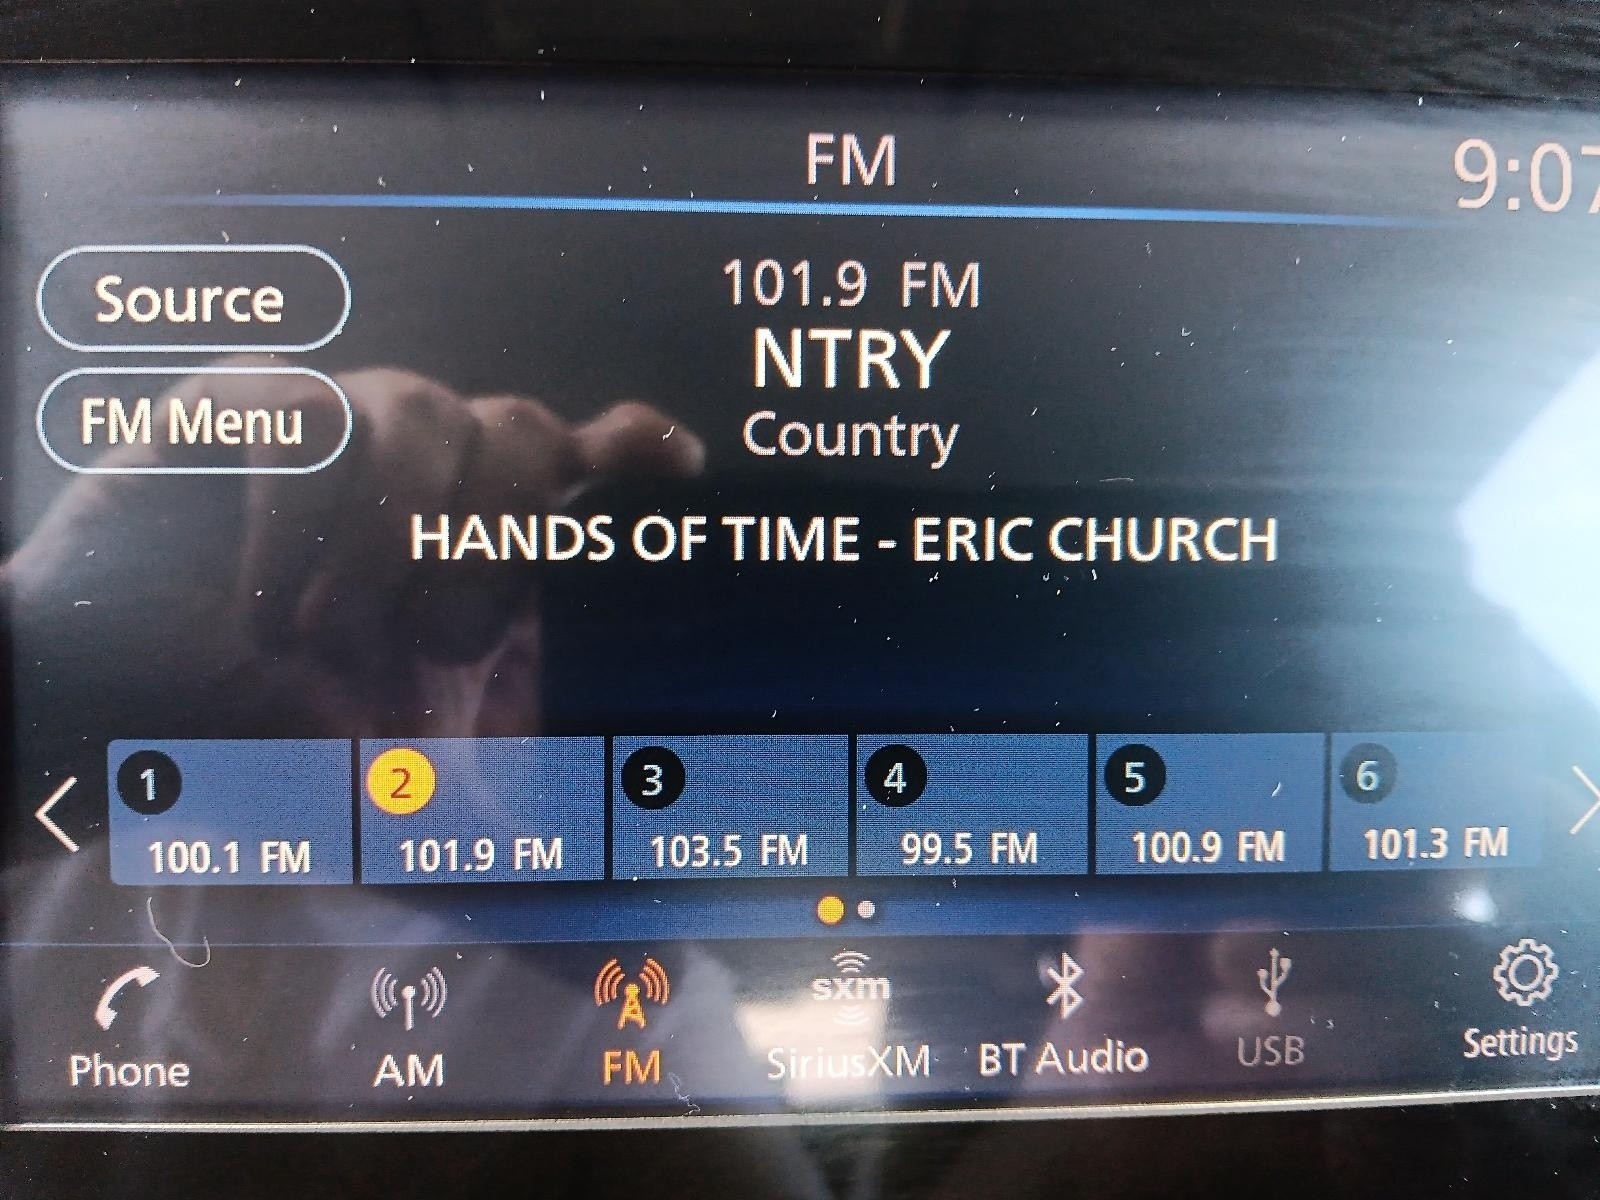 FM
9:07
Source
101.9 FM
NTRY
FM Menu
Country
HANDS OF TIME - ERIC CHURCH
1
2
3
4
5
6
100.1 FM
101.9 FM
103.5 FM
99.5 FM
100.9 FM
101.3 FM
sxm
Phone
AM
FM
SiriusXM
BT Audio
USB
Settings